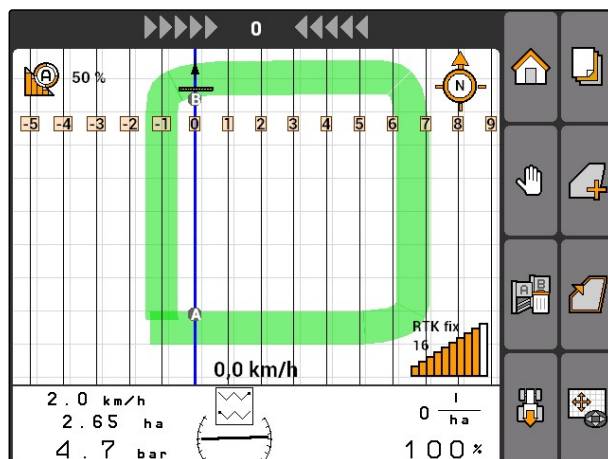 0
A
50 %
N
B
-5 -4 -3 -2 -1 0 1 2 3 4 5 6 7 8 9
A B
A
RTK fix
16
0,0 km/h
2.0 km/h
2.65 ha
4.7 bar
0 l/ha
100%